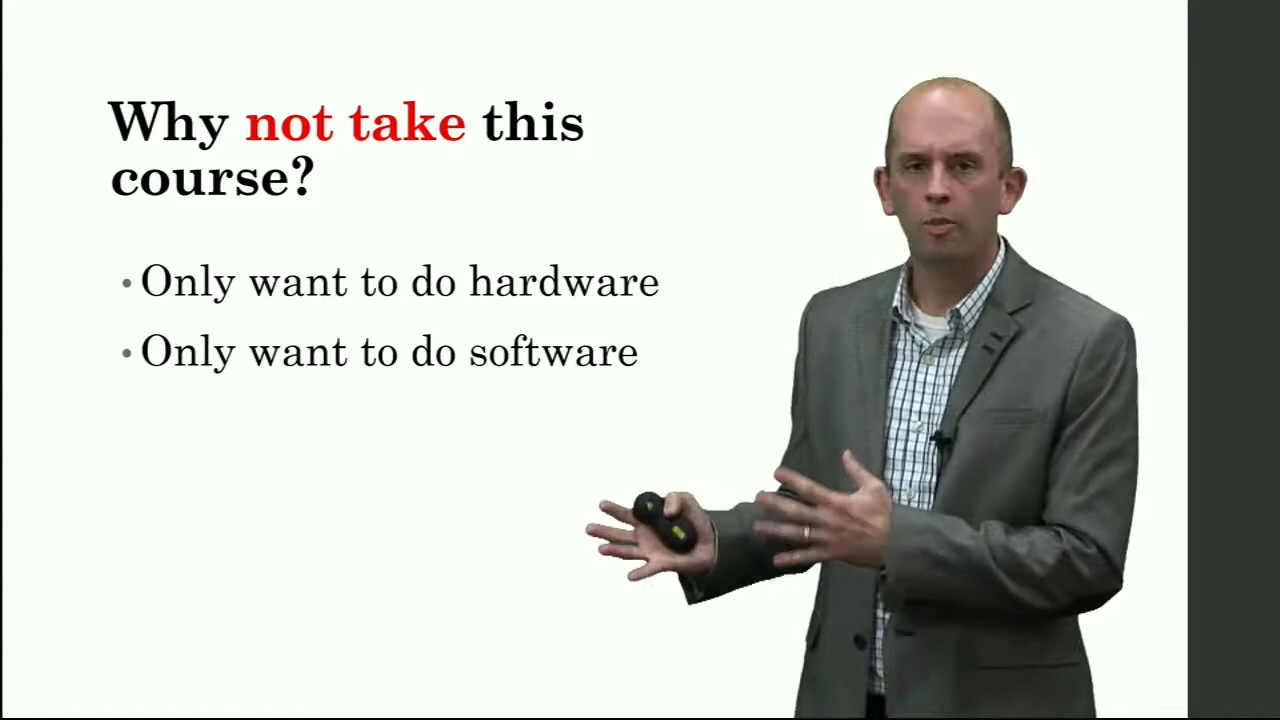 Why not take this
course?
• Only want to do hardware
• Only want to do software